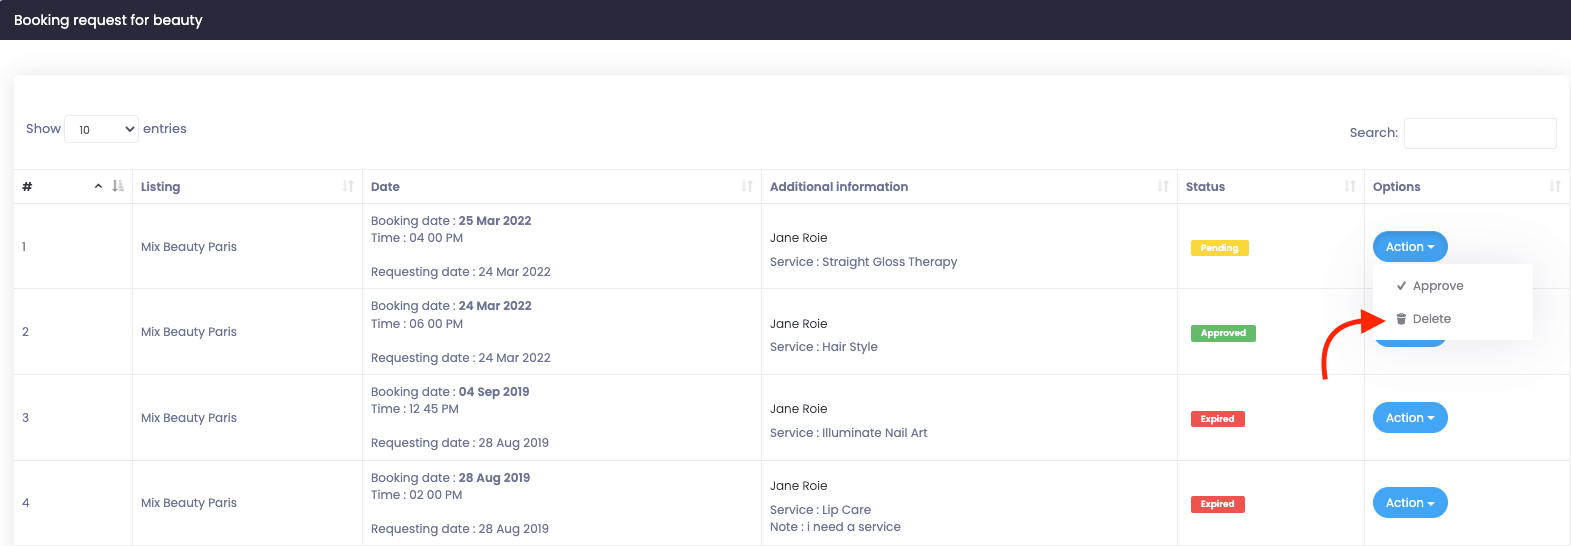 Booking request for beauty
Show 10 entries
Search:
# Listing Date Additional information Status Options
1
Mix Beauty Paris
Booking date : 25 Mar 2022
Time : 04 00 PM
Requesting date : 24 Mar 2022
Jane Roie
Service : Straight Gloss Therapy
Pending
Action
Approve
Delete
2
Mix Beauty Paris
Booking date : 24 Mar 2022
Time : 06 00 PM
Requesting date : 24 Mar 2022
Jane Roie
Service : Hair Style
Approved
3
Mix Beauty Paris
Booking date : 04 Sep 2019
Time : 12 45 PM
Requesting date : 28 Aug 2019
Jane Roie
Service : Illuminate Nail Art
Expired
Action
4
Mix Beauty Paris
Booking date : 28 Aug 2019
Time : 02 00 PM
Requesting date : 28 Aug 2019
Jane Roie
Service : Lip Care
Note : i need a service
Expired
Action